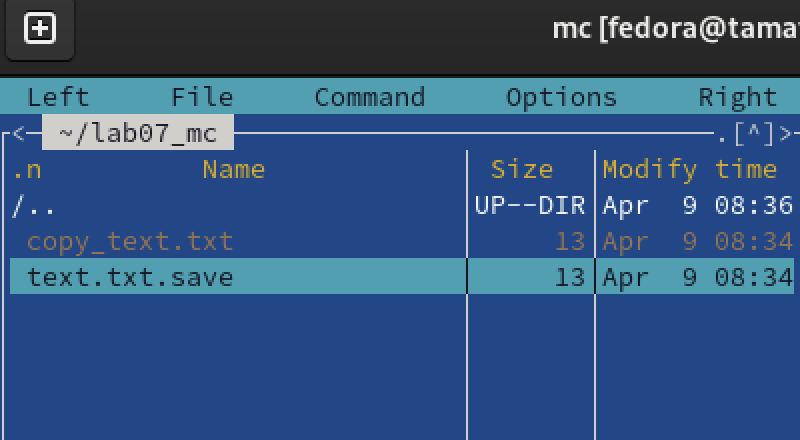 mc [fedora@tama
Left File Command Options Right
<- ~/lab07_mc .[^]>
.n Name Size Modify time
/.. UP--DIR Apr 9 08:36
copy_text.txt 13 Apr 9 08:34
text.txt.save 13 Apr 9 08:34